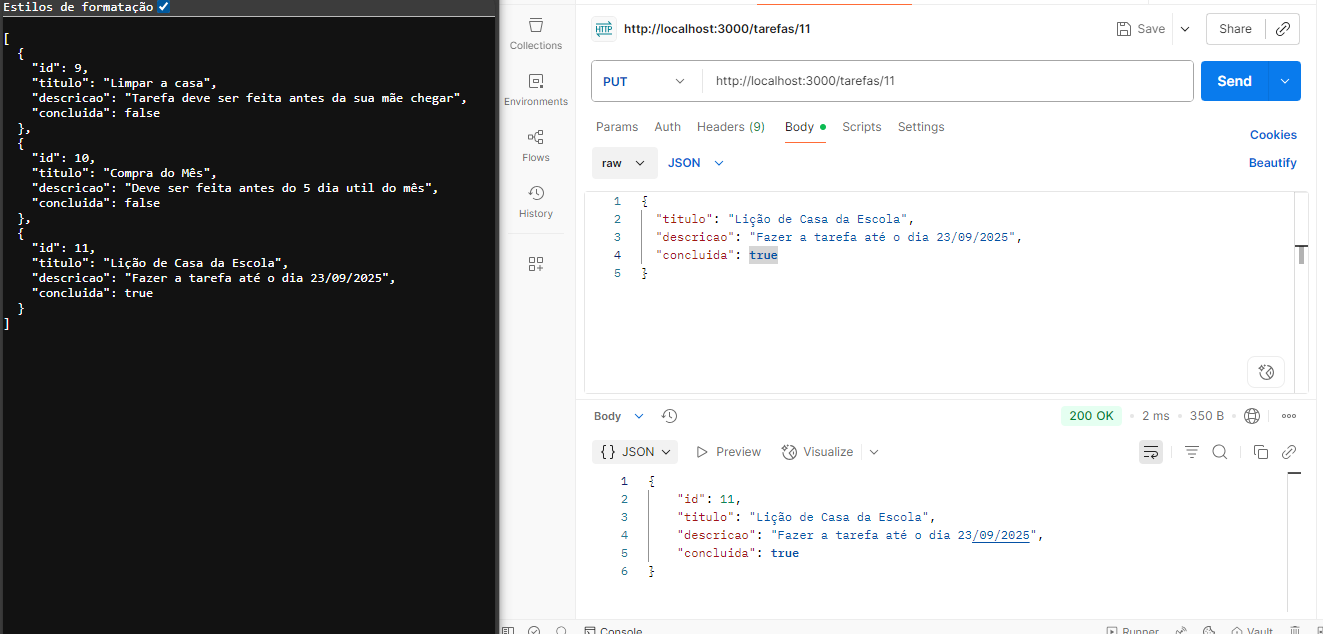 Estilos de formatação
[
  {
    "id": 9,
    "titulo": "Limpar a casa",
    "descricao": "Tarefa deve ser feita antes da sua mãe chegar",
    "concluida": false
  },
  {
    "id": 10,
    "titulo": "Compra do Mês",
    "descricao": "Deve ser feita antes do 5 dia util do mês",
    "concluida": false
  },
  {
    "id": 11,
    "titulo": "Lição de Casa da Escola",
    "descricao": "Fazer a tarefa até o dia 23/09/2025",
    "concluida": true
  }
]
Collections
Environments
Flows
History
HTTP http://localhost:3000/tarefas/11 Save Share
PUT http://localhost:3000/tarefas/11 Send
Params Auth Headers (9) Body Scripts Settings Cookies
raw JSON Beautify
1 {
2 "titulo": "Lição de Casa da Escola",
3 "descricao": "Fazer a tarefa até o dia 23/09/2025",
4 "concluida": true
5 }
Body 200 OK 2 ms 350 B
{} JSON Preview Visualize
1 {
2 "id": 11,
3 "titulo": "Lição de Casa da Escola",
4 "descricao": "Fazer a tarefa até o dia 23/09/2025",
5 "concluida": true
6 }
Console Runner Vault